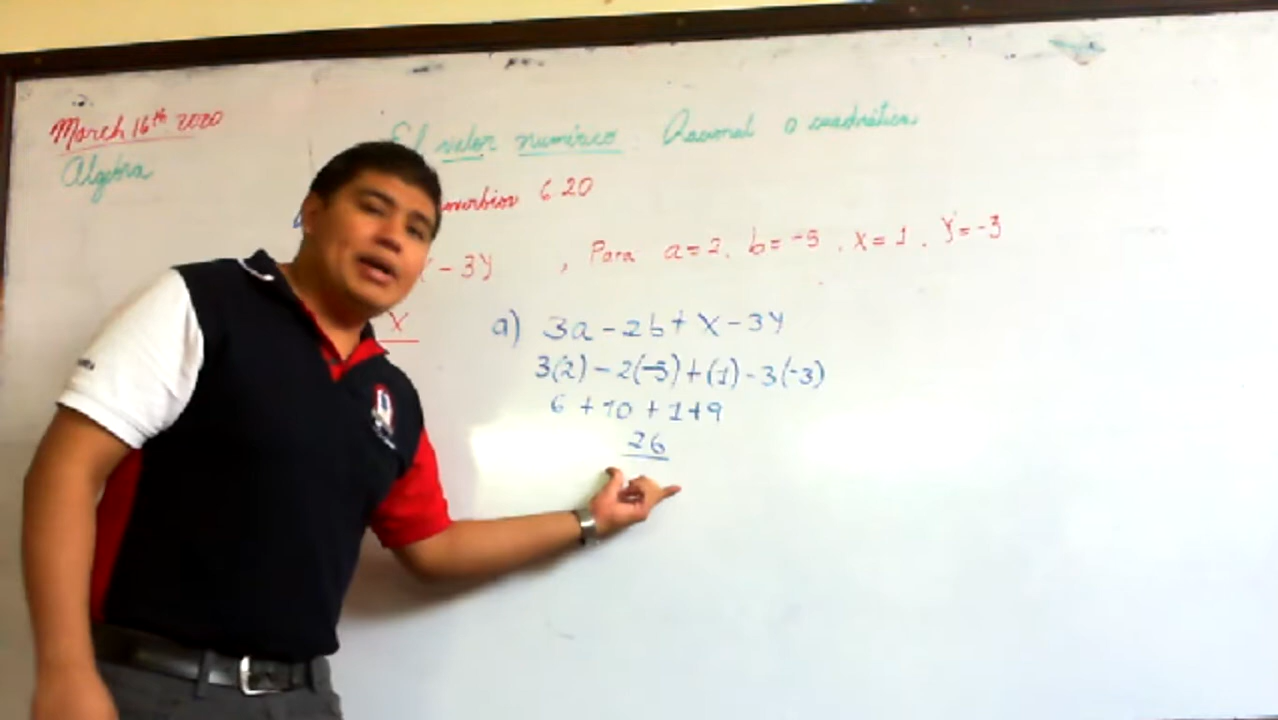 March 16th 2020
Algebra
El valor numérico Racional o cuadrática
6.20
- 3y , Para a=2, b=-5, x=1, y=-3
x
a) 3a-2b+x-3y
3(2)-2(-5)+(1)-3(-3)
6+10+1+9
26